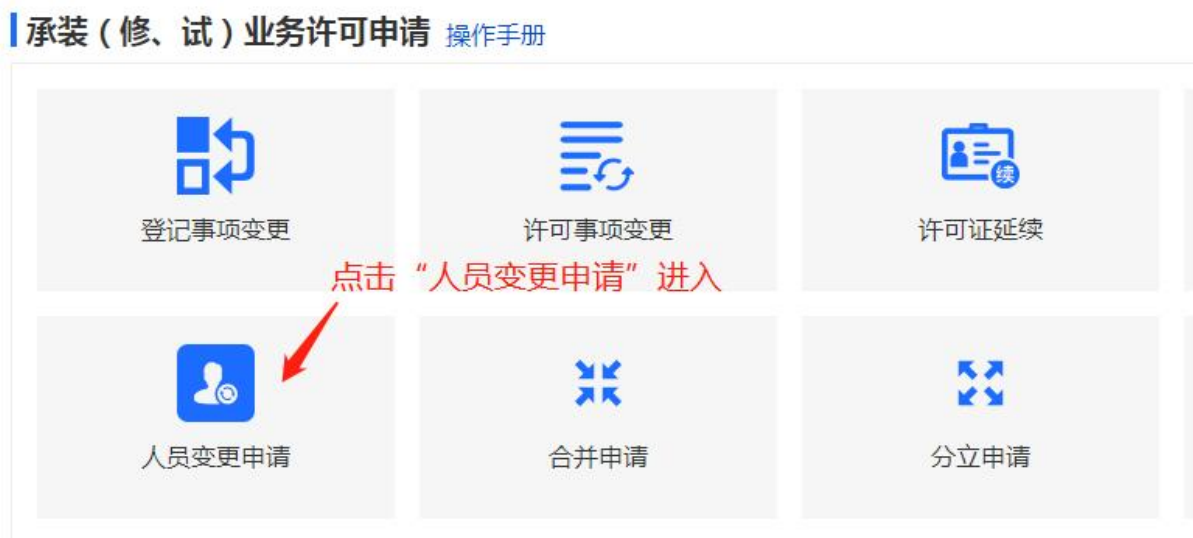 承装（修、试）业务许可申请 操作手册
续
登记事项变更 许可事项变更 许可证延续
点击“人员变更申请”进入
人员变更申请 合并申请 分立申请